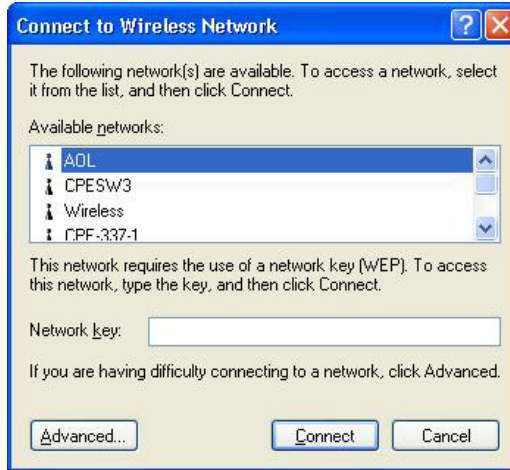 Connect to Wireless Network
The following network(s) are available. To access a network, select
it from the list, and then click Connect.
Available networks:
AOL
CPESW3
Wireless
CPE-337-1
This network requires the use of a network key (WEP). To access
this network, type the key, and then click Connect.
Network key:
If you are having difficulty connecting to a network, click Advanced.
Advanced... Connect Cancel